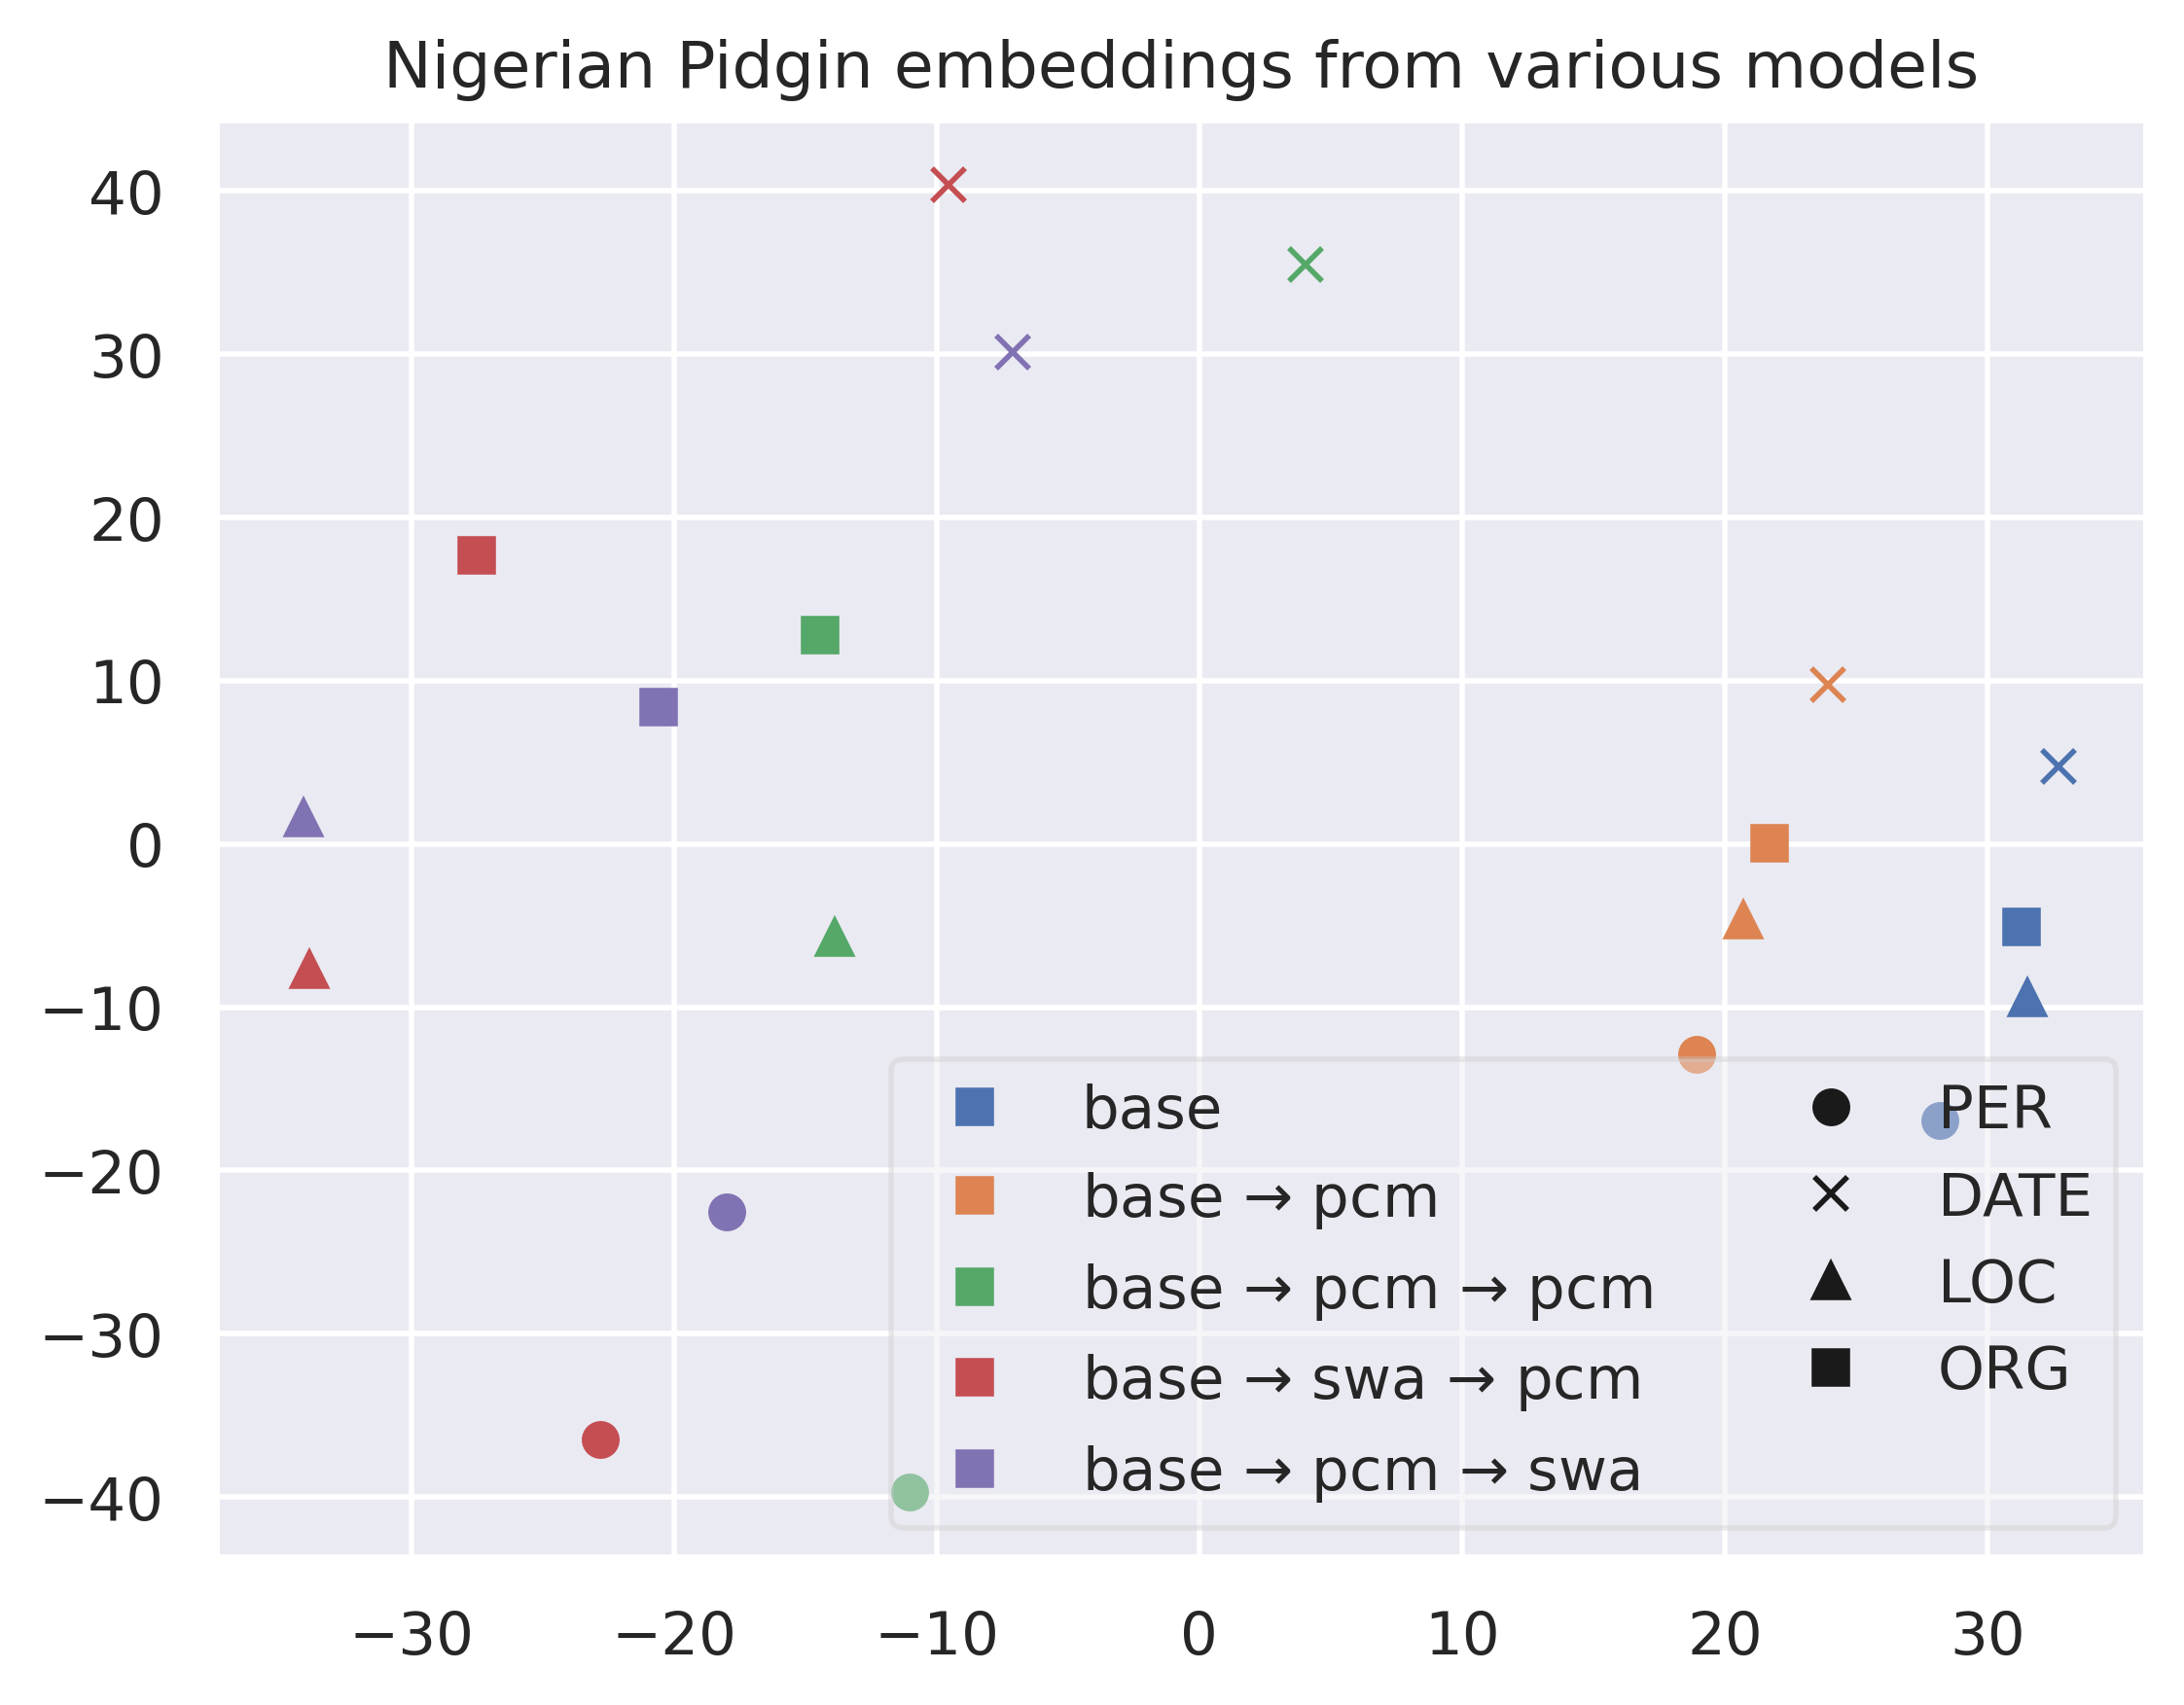 Nigerian Pidgin embeddings from various models
40
30
20
10
0
−10
−20
−30
−40
base
base → pcm
base → pcm → pcm
base → swa → pcm
base → pcm → swa
PER
DATE
LOC
ORG
−30 −20 −10 0 10 20 30